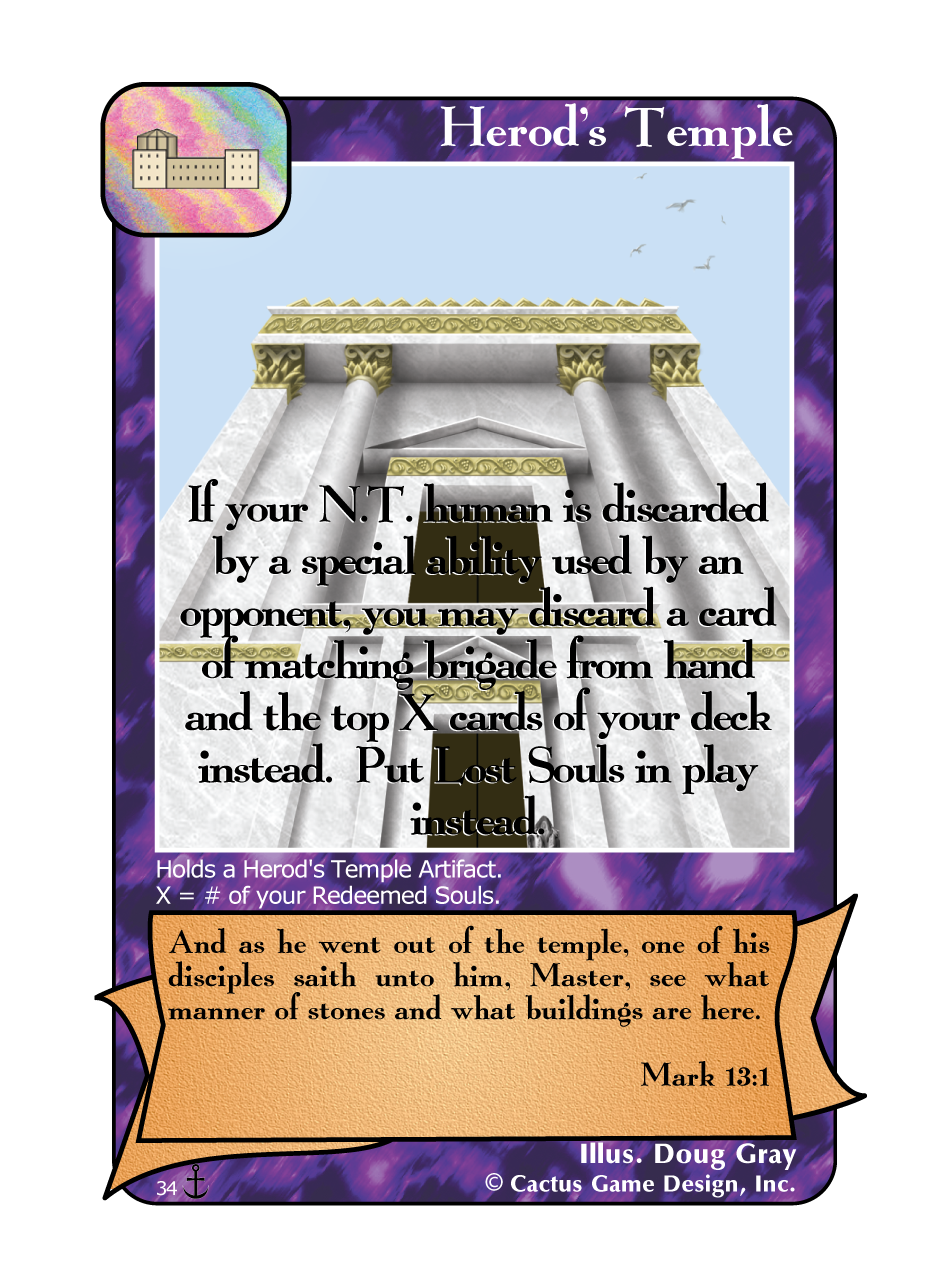 Herod's Temple
If your N.T. human is discarded
by a special ability used by an
opponent, you may discard a card
of matching brigade from hand
and the top X cards of your deck
instead.  Put Lost Souls in play
instead.
Holds a Herod's Temple Artifact.
X = # of your Redeemed Souls.
And as he went out of the temple, one of his
disciples saith unto him, Master, see what
manner of stones and what buildings are here.
Mark 13:1
Illus. Doug Gray
34
© Cactus Game Design, Inc.